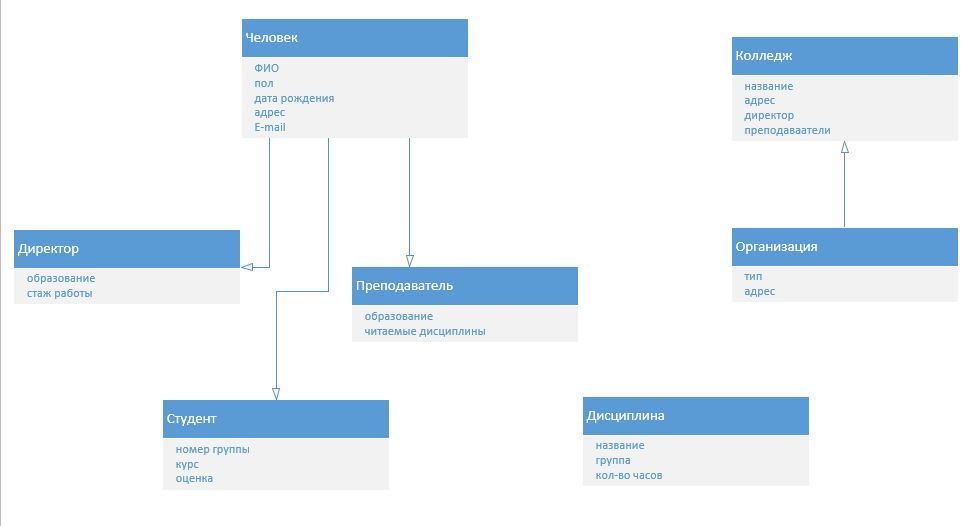 Человек
ФИО
пол
дата рождения
адрес
E-mail
Колледж
название
адрес
директор
преподаваатели
Директор
образование
стаж работы
Преподаватель
образование
читаемые дисциплины
Организация
тип
адрес
Студент
номер группы
курс
оценка
Дисциплина
название
группа
кол-во часов